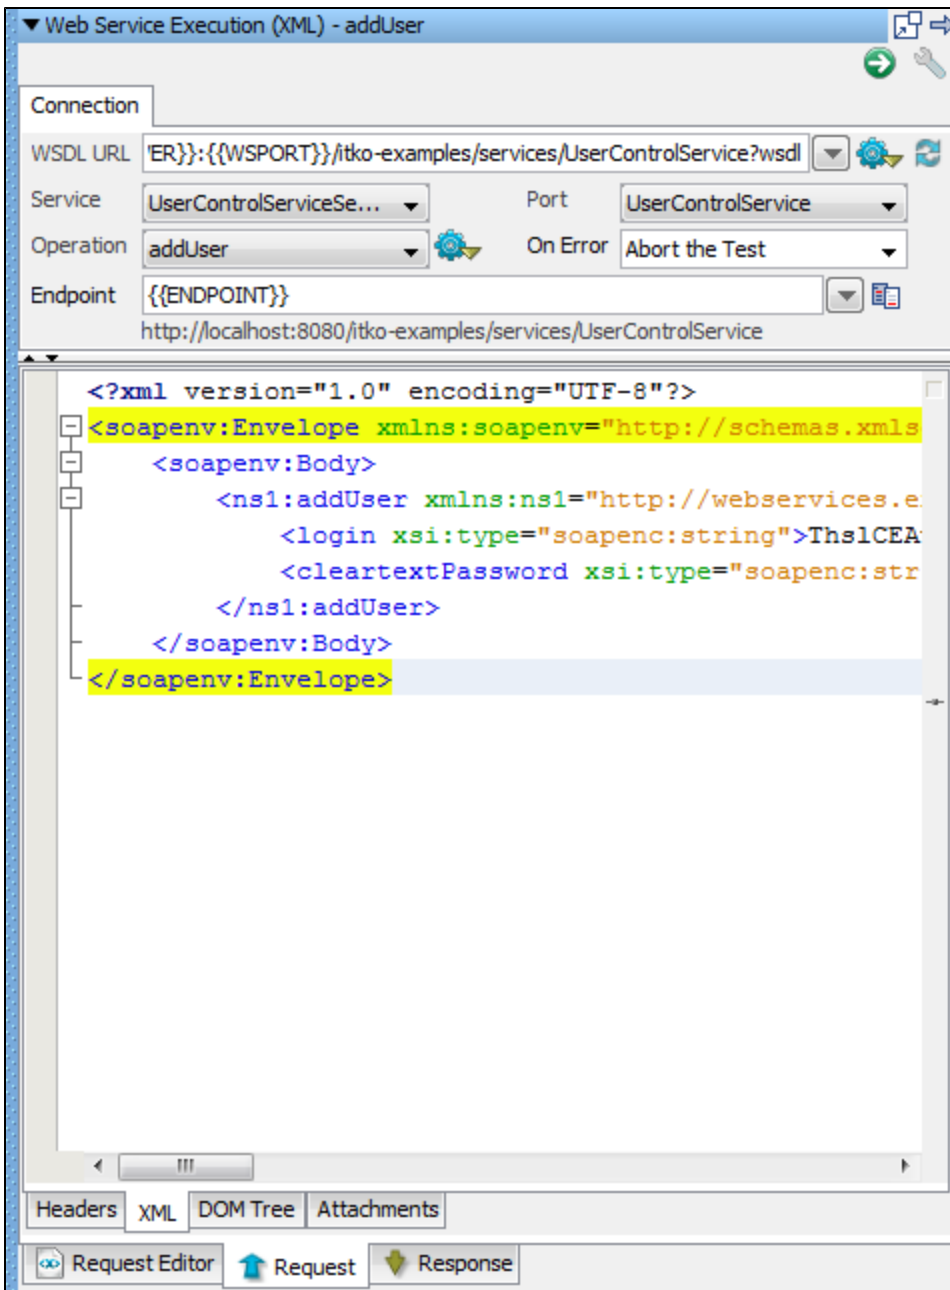 Web Service Execution (XML) - addUser
Connection
WSDL URL 'ER}}:{{WSPORT}}/itko-examples/services/UserControlService?wsdl
Service UserControlServiceSe... Port UserControlService
Operation addUser On Error Abort the Test
Endpoint {{ENDPOINT}}
http://localhost:8080/itko-examples/services/UserControlService
<?xml version="1.0" encoding="UTF-8"?>
<soapenv:Envelope xmlns:soapenv="http://schemas.xmls
<soapenv:Body>
<ns1:addUser xmlns:ns1="http://webservices.e
<login xsi:type="soapenc:string">ThslCEA
<cleartextPassword xsi:type="soapenc:str
</ns1:addUser>
</soapenv:Body>
</soapenv:Envelope>
Headers XML DOM Tree Attachments
Request Editor Request Response